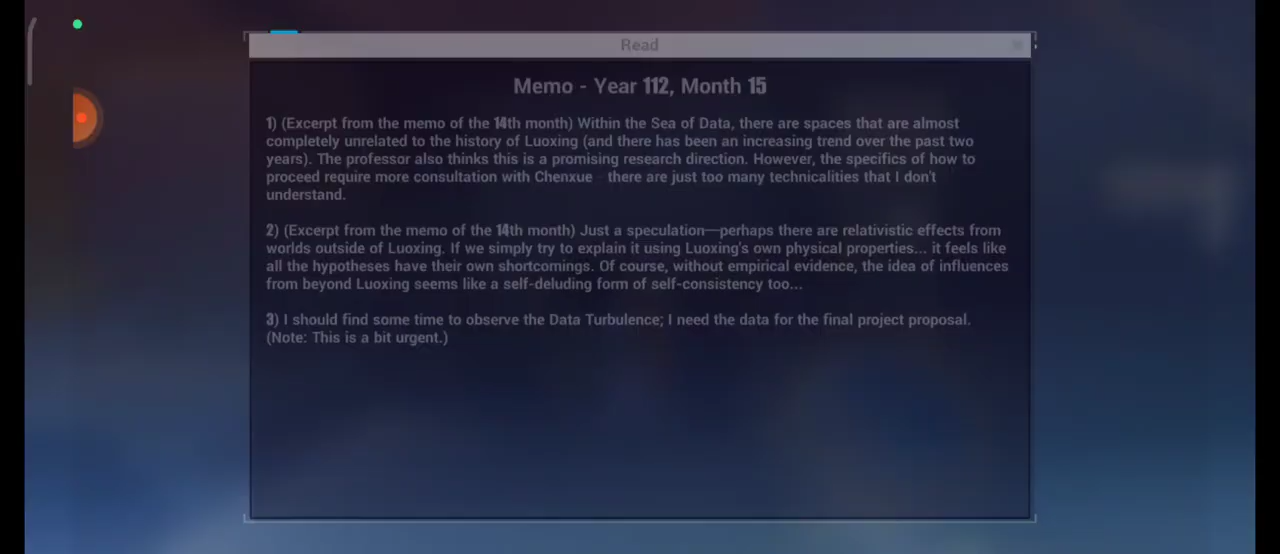 Read
Memo - Year 112, Month 15
1) (Excerpt from the memo of the 14th month) Within the Sea of Data, there are spaces that are almost
completely unrelated to the history of Luoxing (and there has been an increasing trend over the past two
years). The professor also thinks this is a promising research direction. However, the specifics of how to
proceed require more consultation with Chenxue there are just too many technicalities that I don't
understand.
2) (Excerpt from the memo of the 14th month) Just a speculation—perhaps there are relativistic effects from
worlds outside of Luoxing. If we simply try to explain it using Luoxing's own physical properties... it feels like
all the hypotheses have their own shortcomings. Of course, without empirical evidence, the idea of influences
from beyond Luoxing seems like a self-deluding form of self-consistency too...
3) I should find some time to observe the Data Turbulence; I need the data for the final project proposal.
(Note: This is a bit urgent.)